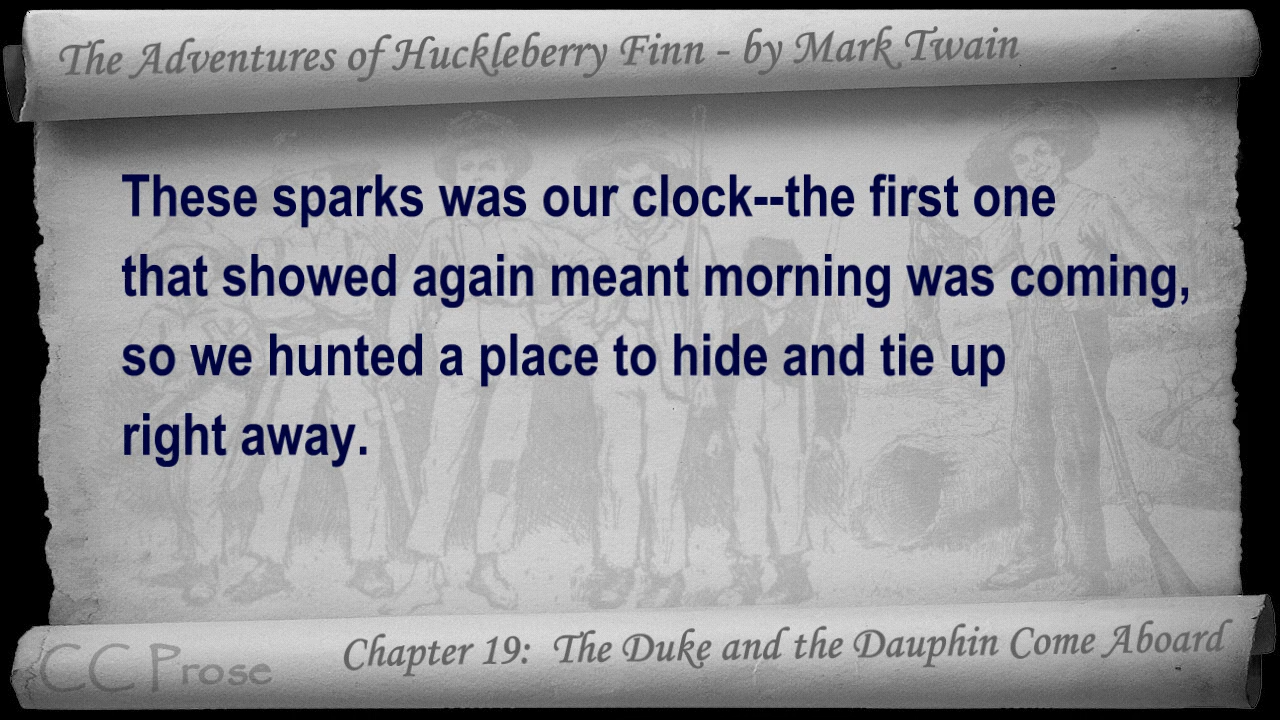 The Adventures of Huckleberry Finn - by Mark Twain
These sparks was our clock--the first one
that showed again meant morning was coming,
so we hunted a place to hide and tie up
right away.
Chapter 19: The Duke and the Dauphin Come Aboard
CC Prose